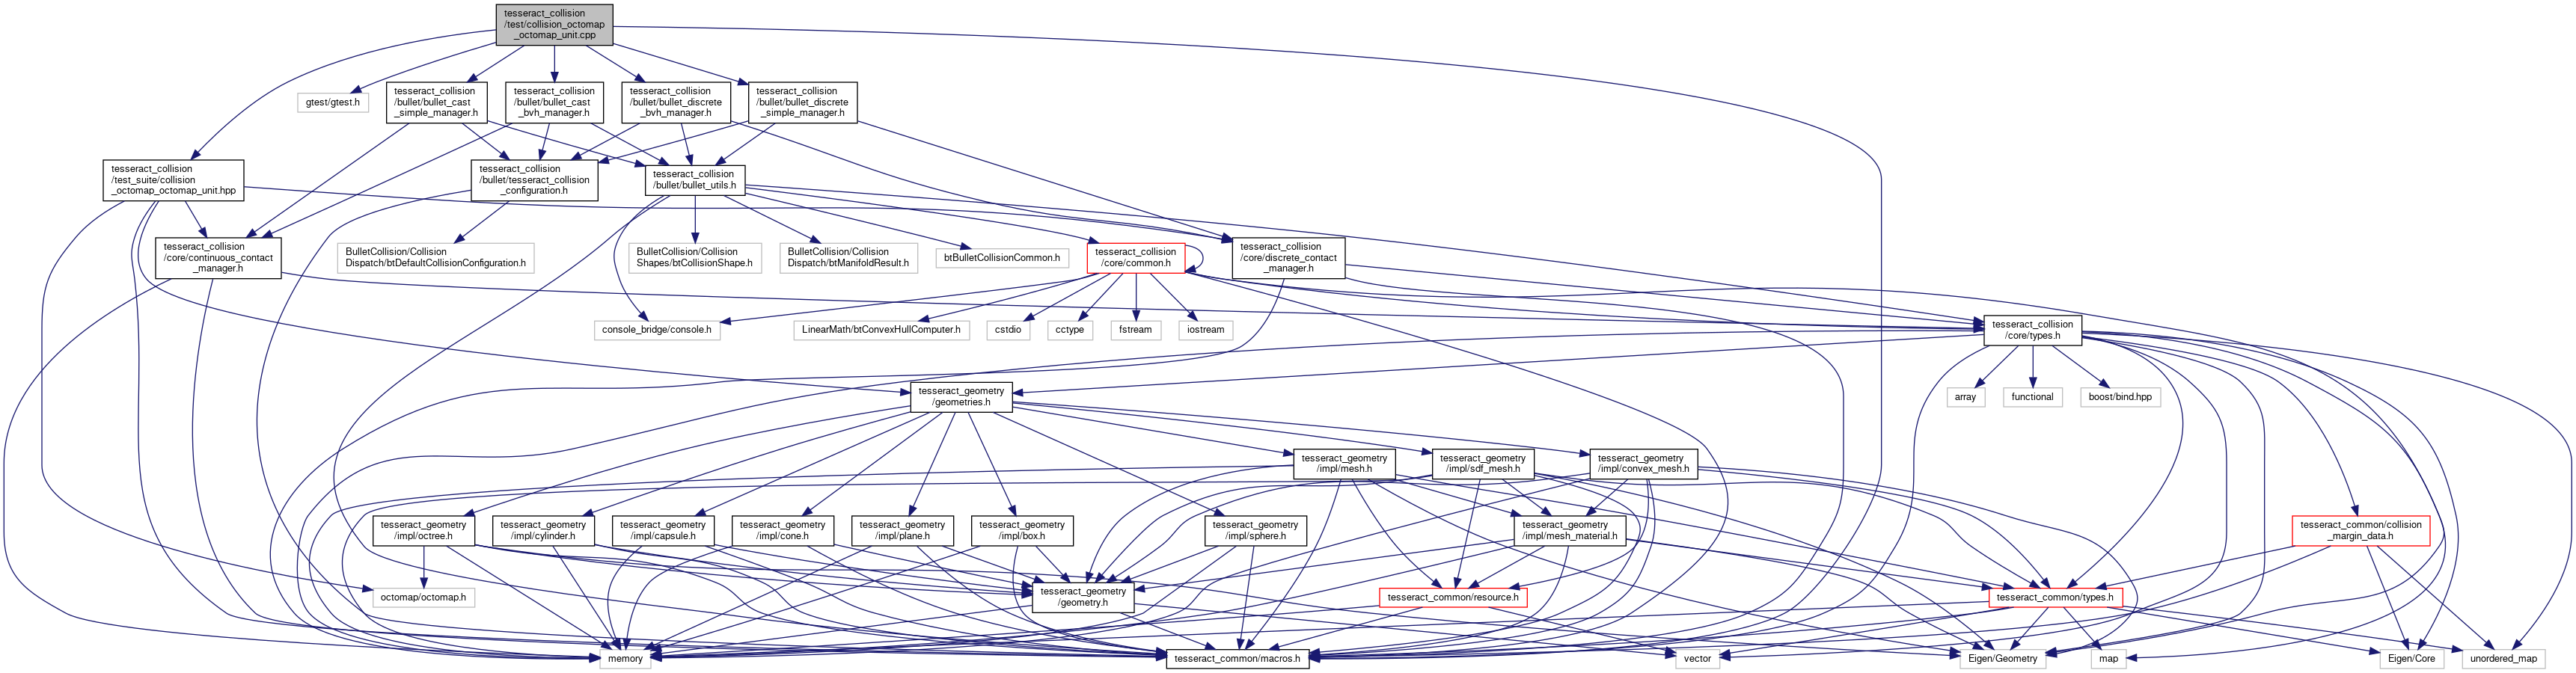 tesseract_collision
/test/collision_octomap
_octomap_unit.cpp
gtest/gtest.h
tesseract_collision
/bullet/bullet_cast
_simple_manager.h
tesseract_collision
/bullet/bullet_cast
_bvh_manager.h
tesseract_collision
/bullet/bullet_discrete
_bvh_manager.h
tesseract_collision
/bullet/bullet_discrete
_simple_manager.h
tesseract_collision
/test_suite/collision
_octomap_octomap_unit.hpp
tesseract_collision
/bullet/tesseract_collision
_configuration.h
tesseract_collision
/bullet/bullet_utils.h
tesseract_collision
/core/continuous_contact
_manager.h
BulletCollision/Collision
Dispatch/btDefaultCollisionConfiguration.h
BulletCollision/Collision
Shapes/btCollisionShape.h
BulletCollision/Collision
Dispatch/btManifoldResult.h
btBulletCollisionCommon.h
tesseract_collision
/core/common.h
tesseract_collision
/core/discrete_contact
_manager.h
console_bridge/console.h
LinearMath/btConvexHullComputer.h
cstdio
cctype
fstream
iostream
tesseract_collision
/core/types.h
tesseract_geometry
/geometries.h
array
functional
boost/bind.hpp
tesseract_geometry
/impl/mesh.h
tesseract_geometry
/impl/sdf_mesh.h
tesseract_geometry
/impl/convex_mesh.h
tesseract_geometry
/impl/octree.h
tesseract_geometry
/impl/cylinder.h
tesseract_geometry
/impl/capsule.h
tesseract_geometry
/impl/cone.h
tesseract_geometry
/impl/plane.h
tesseract_geometry
/impl/box.h
tesseract_geometry
/impl/sphere.h
tesseract_geometry
/impl/mesh_material.h
tesseract_common/collision
_margin_data.h
octomap/octomap.h
tesseract_geometry
/geometry.h
tesseract_common/resource.h
tesseract_common/types.h
memory
tesseract_common/macros.h
vector
Eigen/Geometry
map
Eigen/Core
unordered_map